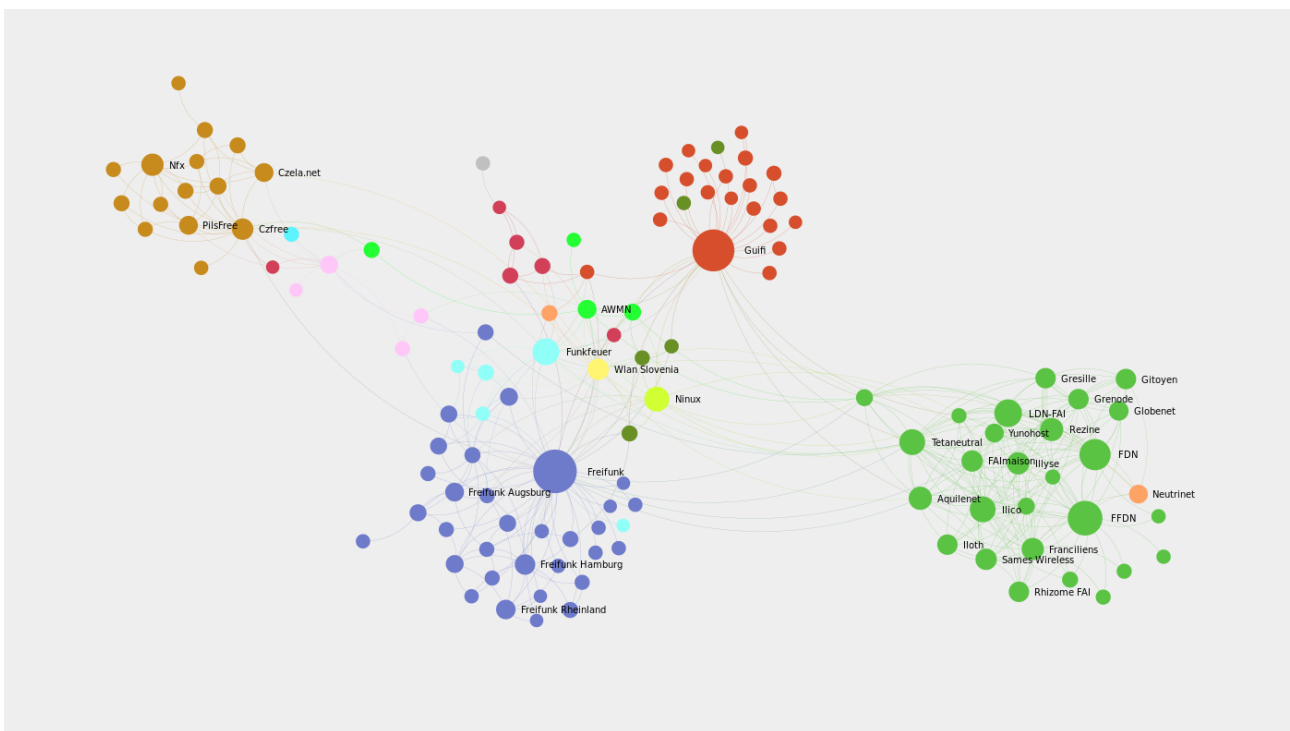 Nfx
Czela.net
PilsFree
Czfree
Guifi
AWMN
Funkfeuer
Wlan Slovenia
Ninux
Freifunk
Freifunk Augsburg
Freifunk Hamburg
Freifunk Rheinland
Gresille
Gitoyen
Grenode
Globenet
LDN-FAI
Yunohost
Rezine
Tetaneutral
FDN
FAImaison
Illyse
Neutrinet
Aquilenet
Ilico
FFDN
Iloth
Franciliens
Sames Wireless
Rhizome FAI